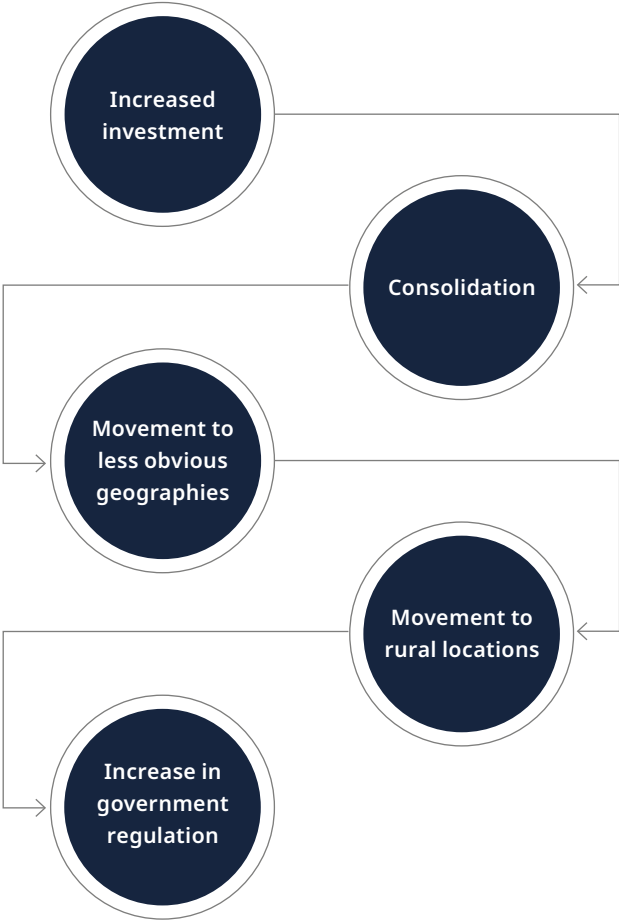 Increased
investment
Consolidation
Movement to
less obvious
geographies
Movement to
rural locations
Increase in
government
regulation